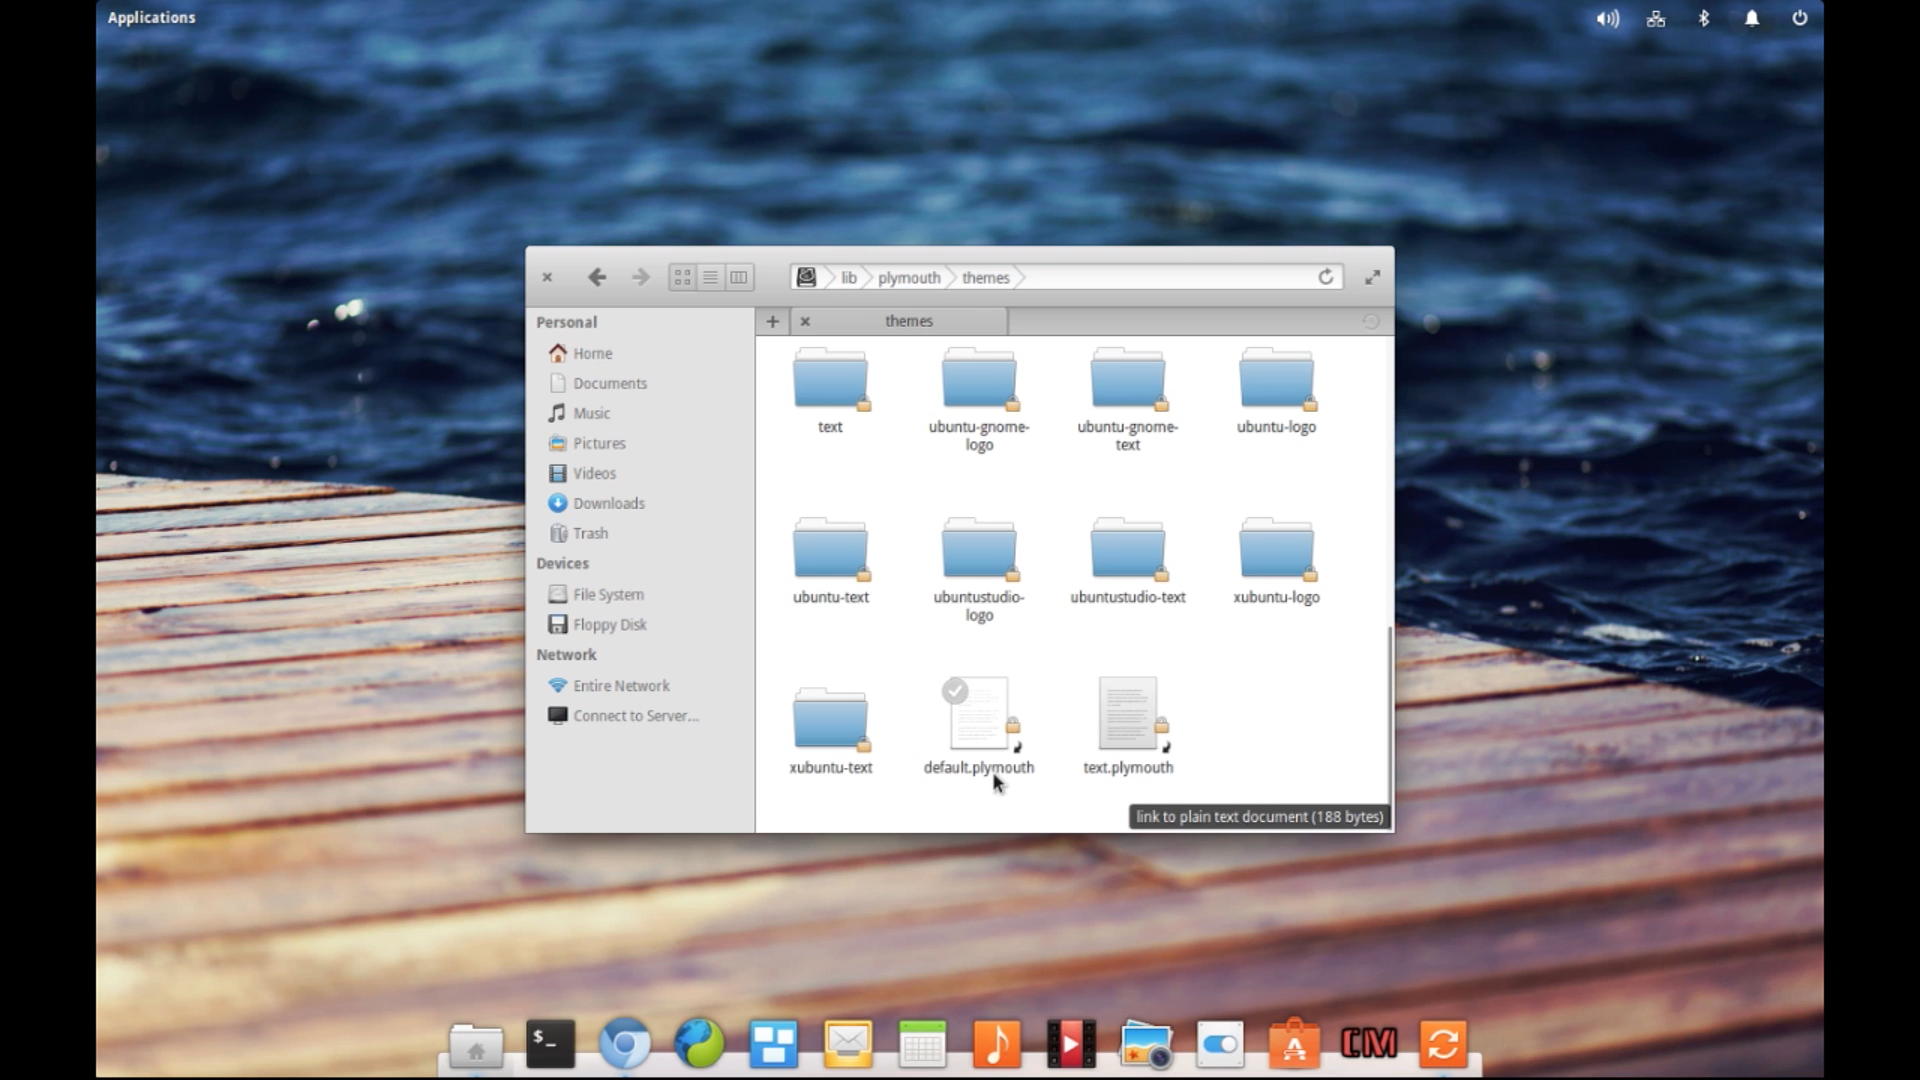 Applications
lib
plymouth
themes
themes
Personal
Home
Documents
Music
Pictures
Videos
Downloads
Trash
Devices
File System
Floppy Disk
Network
Entire Network
Connect to Server...
text
ubuntu-gnome-
logo
ubuntu-gnome-
text
ubuntu-logo
ubuntu-text
ubuntustudio-
logo
ubuntustudio-text
xubuntu-logo
xubuntu-text
default.plymouth
text.plymouth
link to plain text document (188 bytes)
$_
A
CM